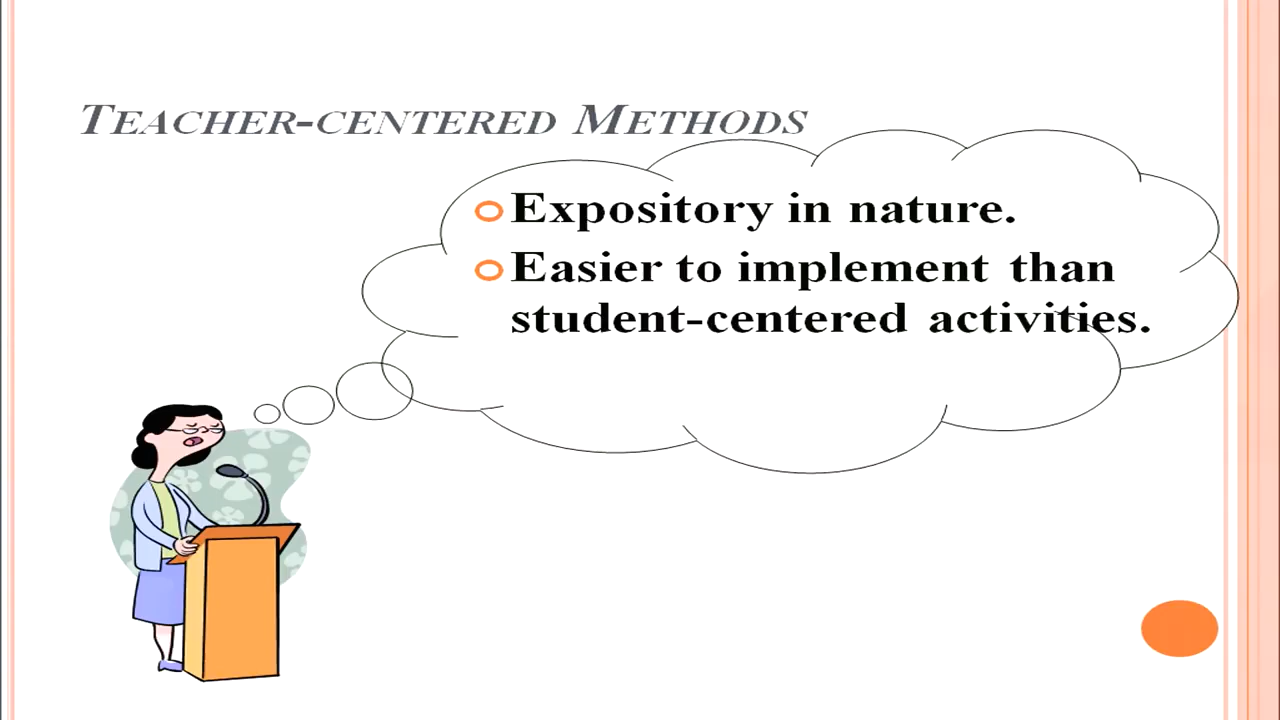 TEACHER-CENTERED METHODS
Expository in nature.
Easier to implement than
student-centered activities.